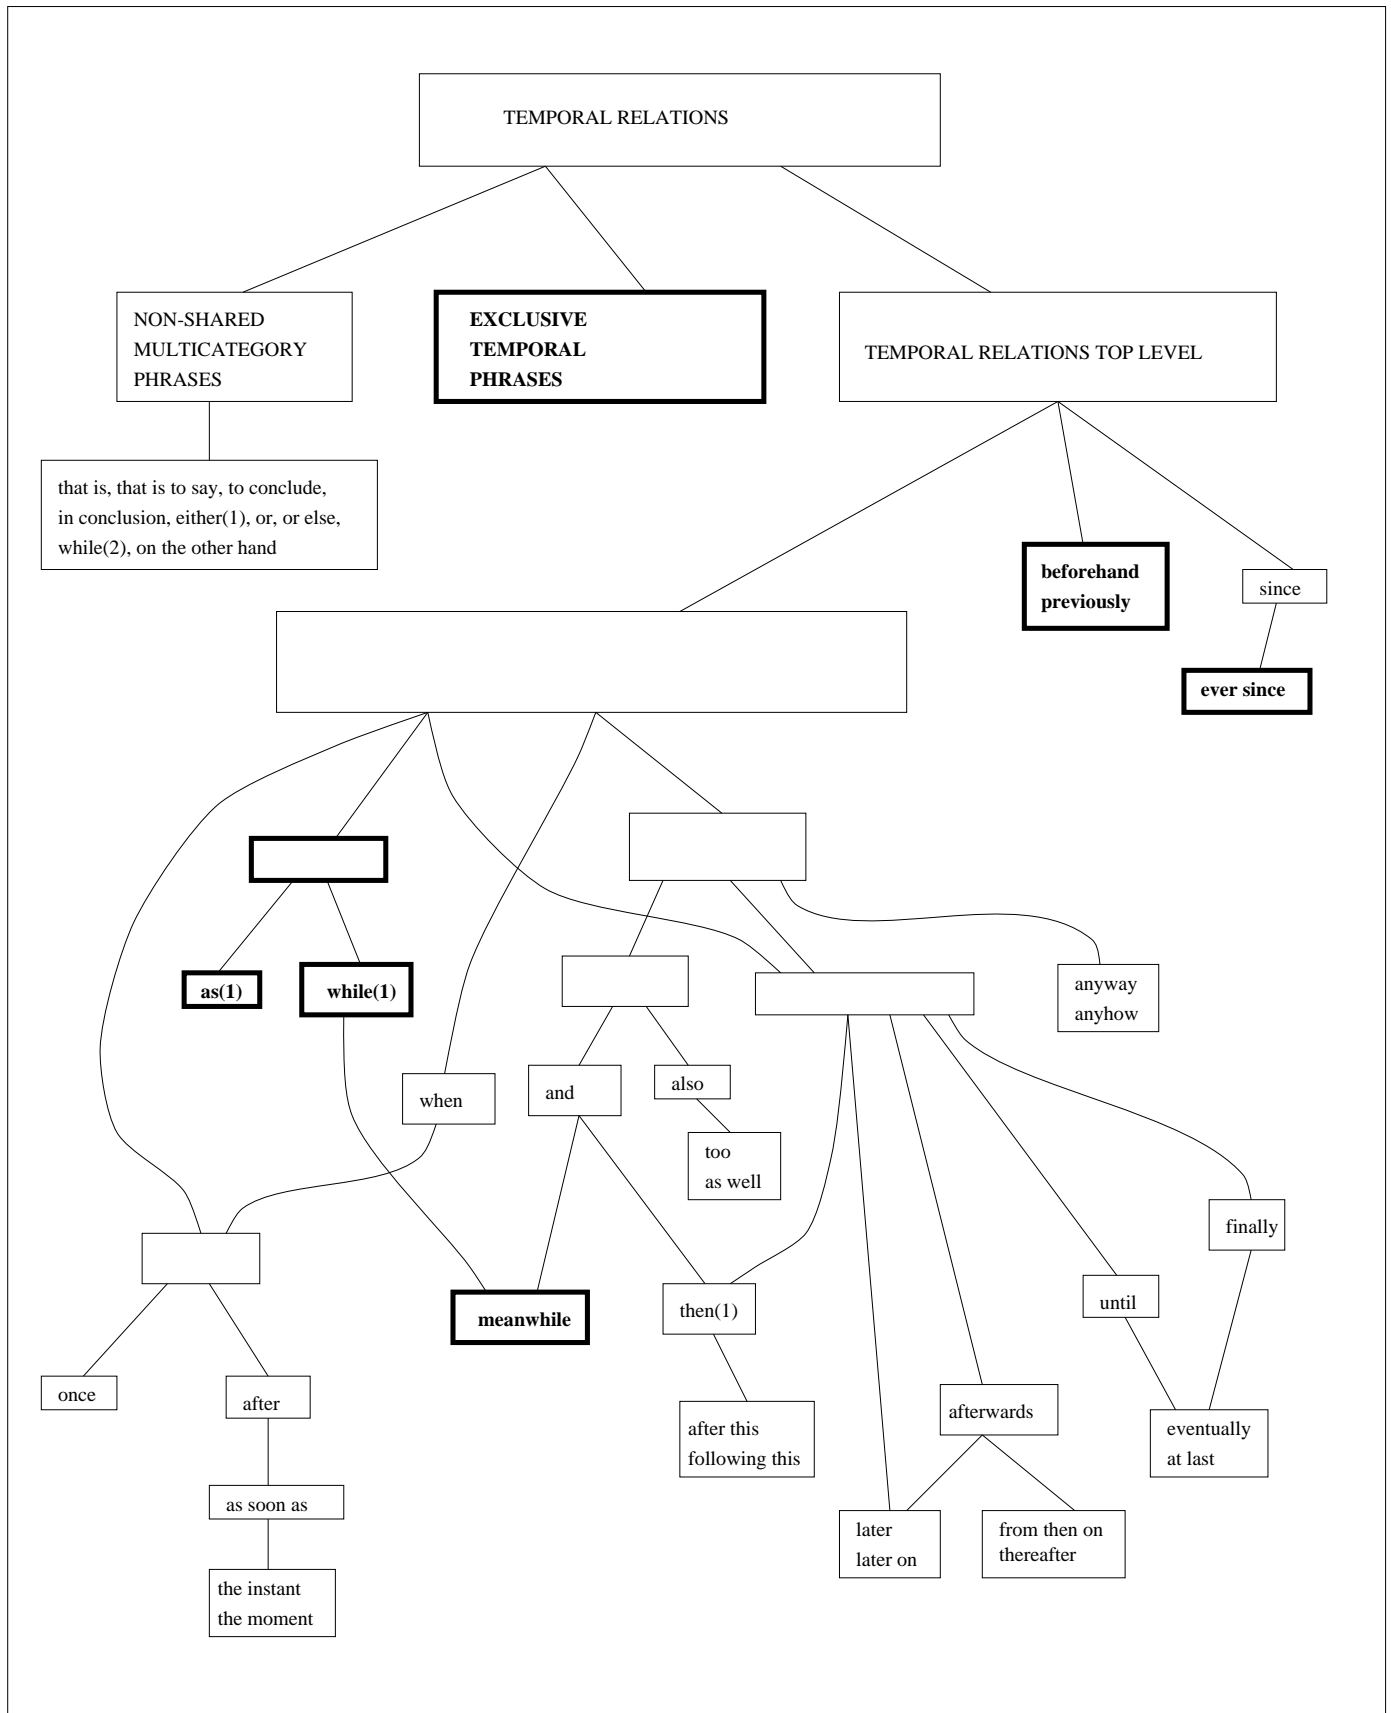 TEMPORAL RELATIONS
NON-SHARED
MULTICATEGORY
PHRASES
EXCLUSIVE
TEMPORAL
PHRASES
TEMPORAL RELATIONS TOP LEVEL
that is, that is to say, to conclude,
in conclusion, either(1), or, or else,
while(2), on the other hand
beforehand
previously
since
ever since
as(1)
while(1)
anyway
anyhow
when
and
also
too
as well
finally
meanwhile
then(1)
until
once
after
after this
following this
afterwards
eventually
at last
as soon as
later
later on
from then on
thereafter
the instant
the moment